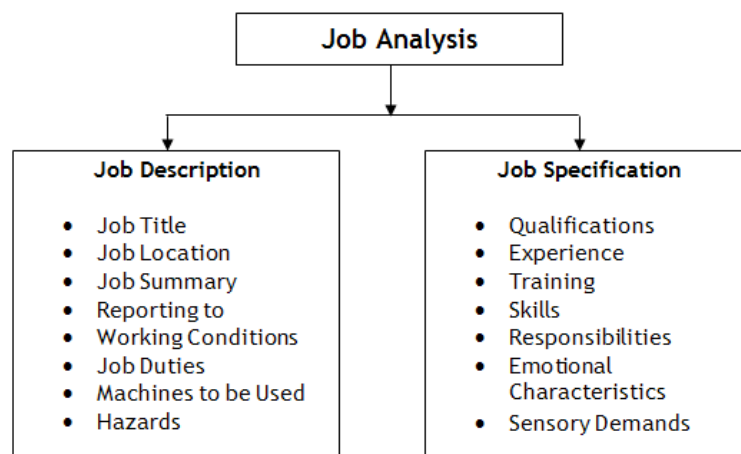 Job Analysis
Job Description
• Job Title
• Job Location
• Job Summary
• Reporting to
• Working Conditions
• Job Duties
• Machines to be Used
• Hazards
Job Specification
• Qualifications
• Experience
• Training
• Skills
• Responsibilities
• Emotional
Characteristics
• Sensory Demands